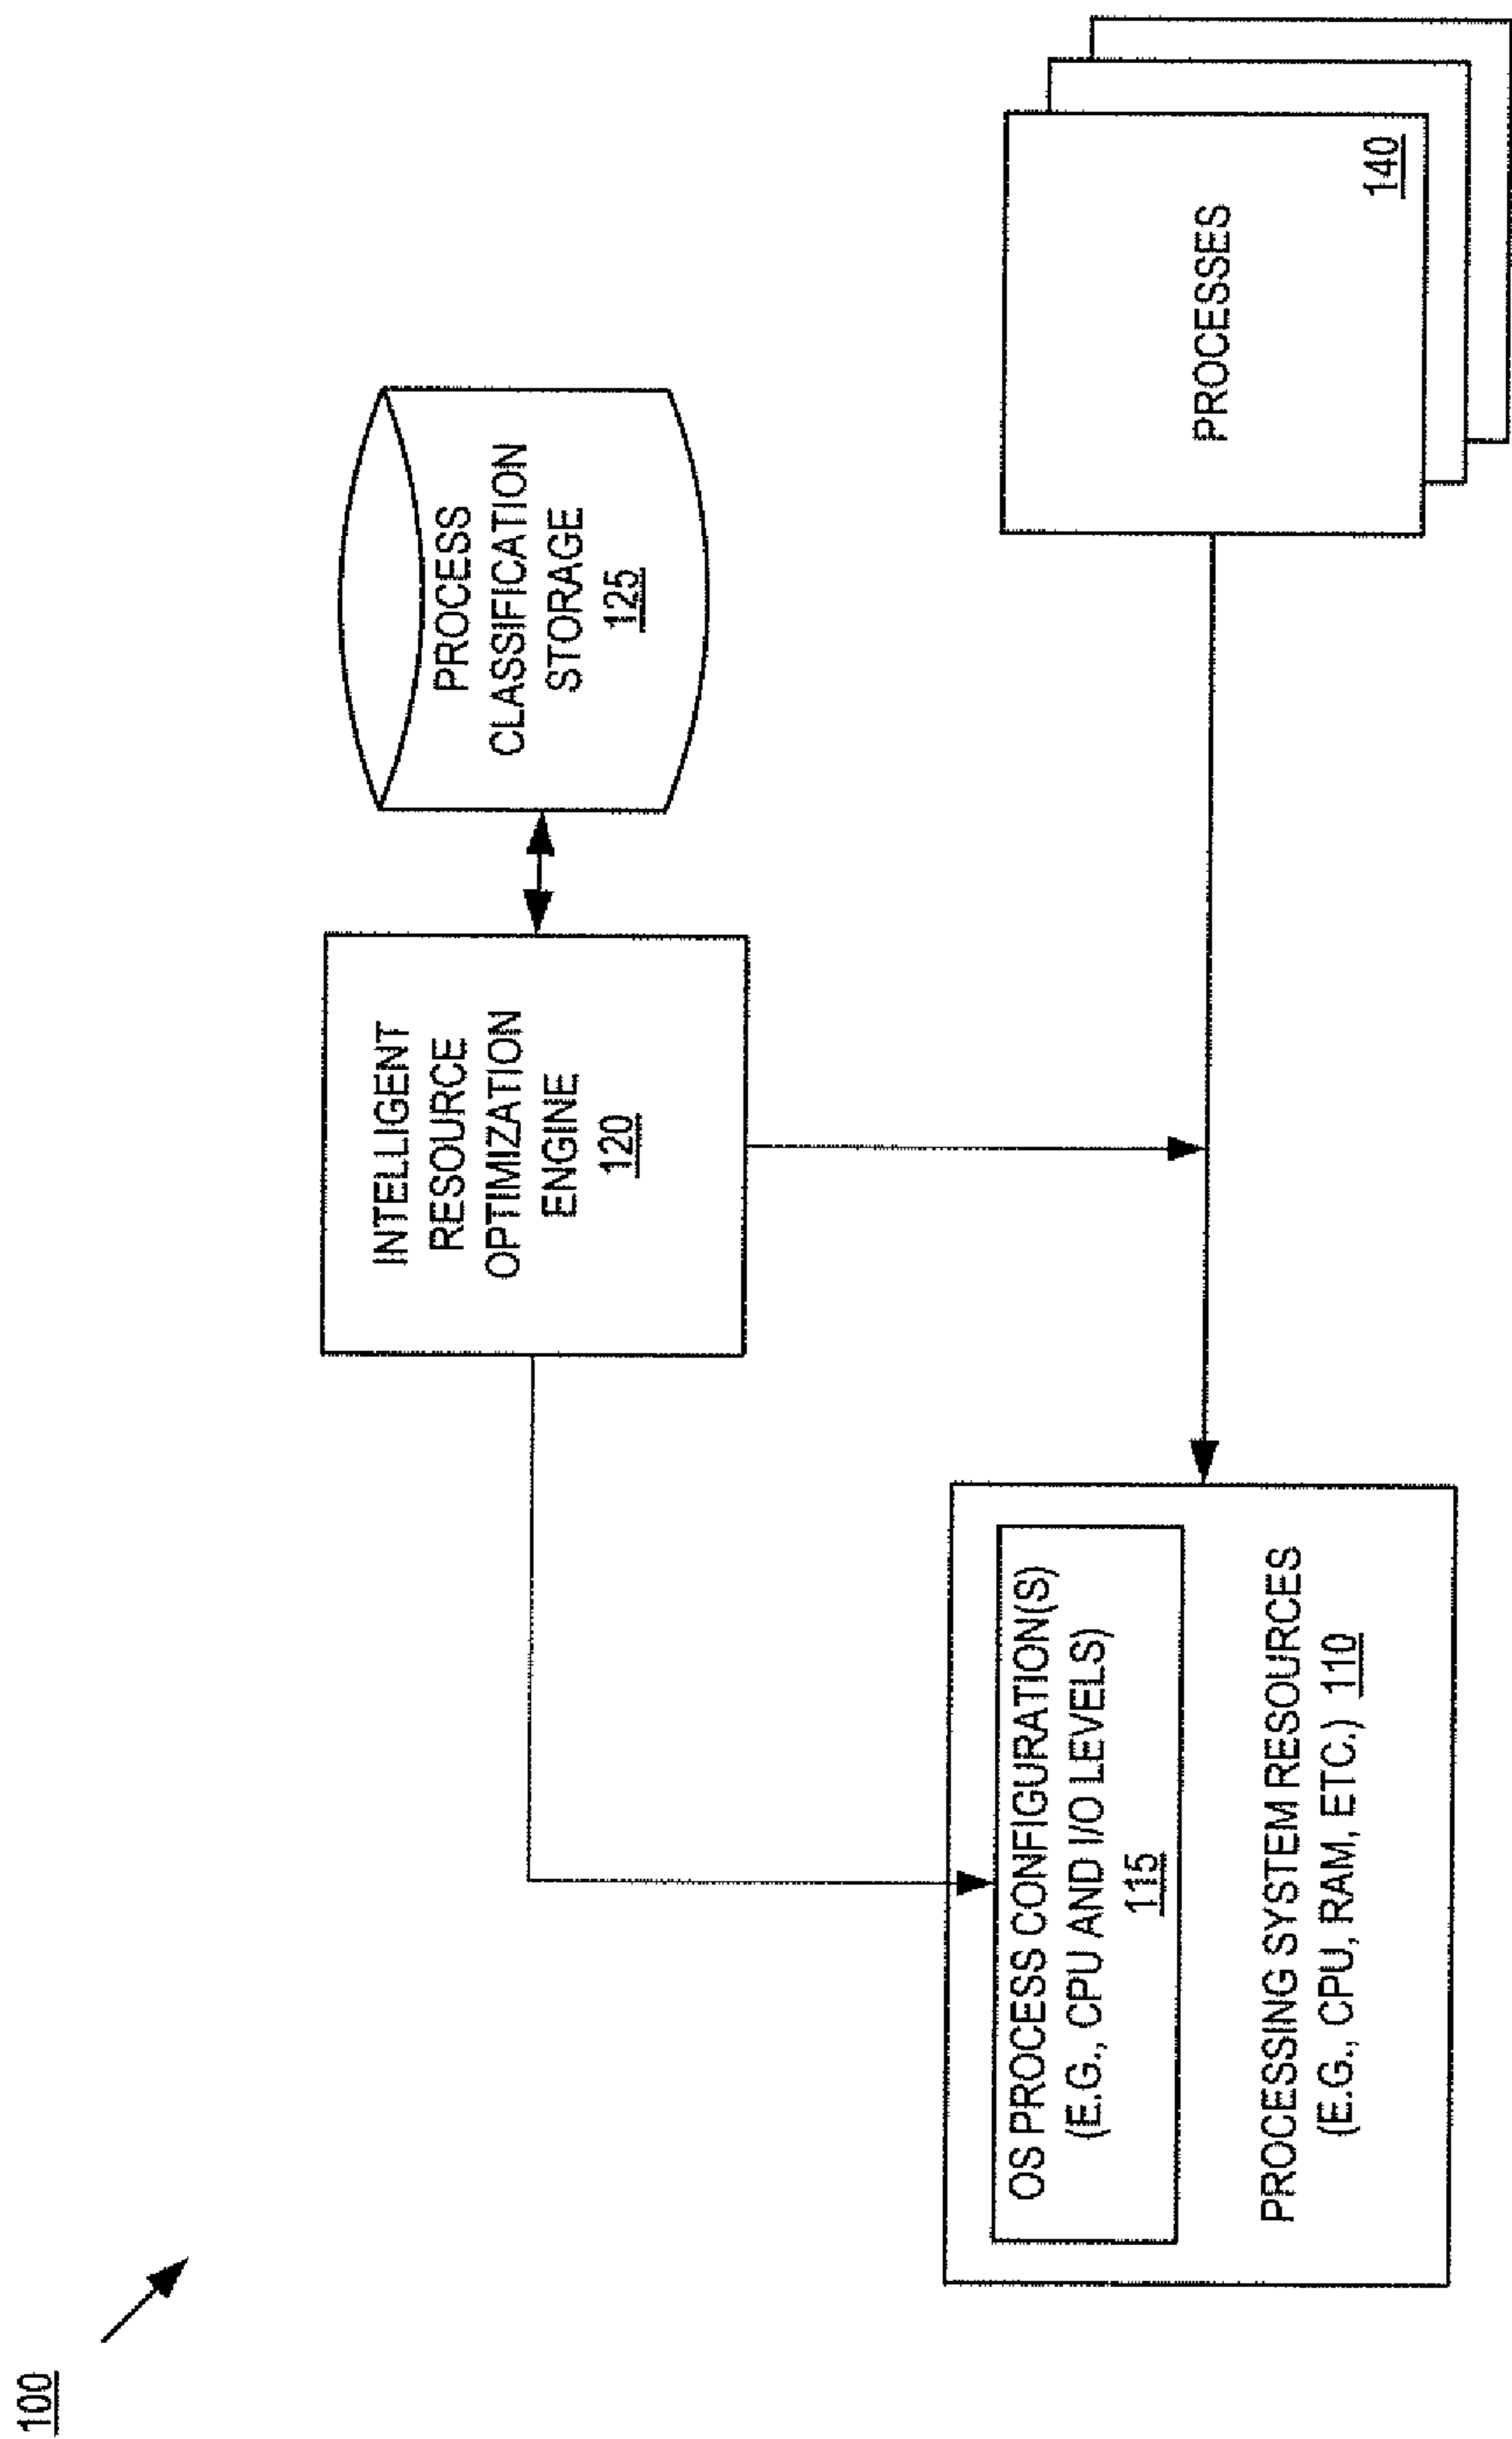 100
INTELLIGENT
RESOURCE
OPTIMIZATION
ENGINE
120
PROCESS
CLASSIFICATION
STORAGE
125
OS PROCESS CONFIGURATION(S)
(E.G., CPU AND I/O LEVELS)
115
PROCESSING SYSTEM RESOURCES
(E.G., CPU, RAM, ETC.) 110
PROCESSES
140